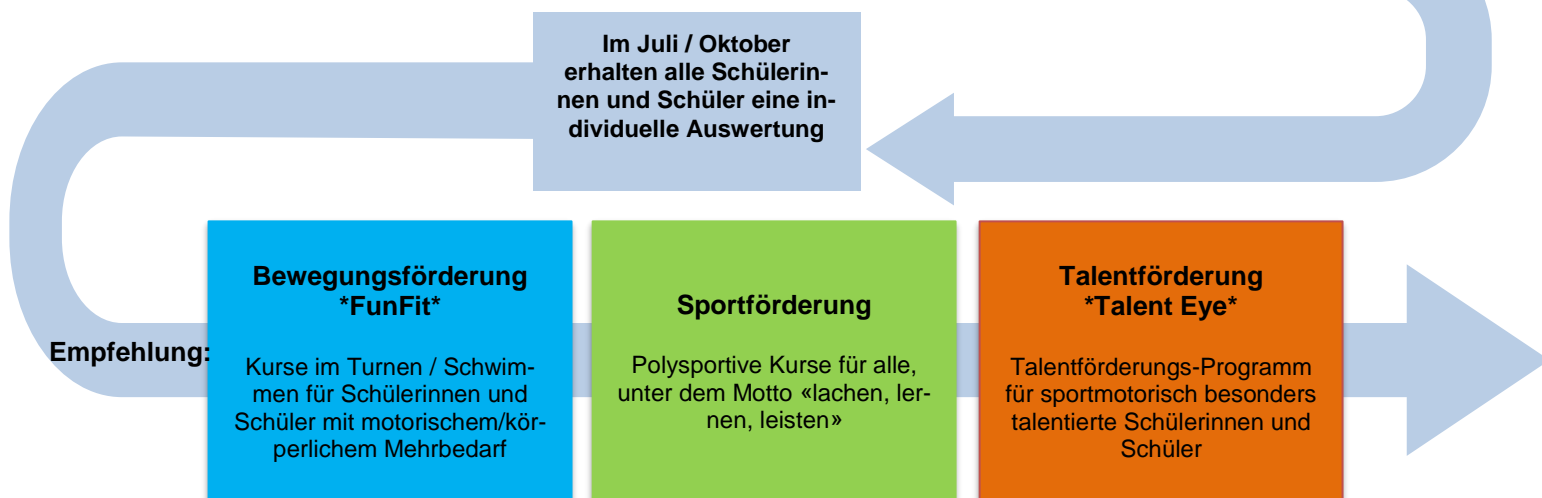 Im Juli / Oktober
erhalten alle Schülerin-
nen und Schüler eine in-
dividuelle Auswertung
Empfehlung:
Bewegungsförderung
*FunFit*
Kurse im Turnen / Schwim-
men für Schülerinnen und
Schüler mit motorischem/kör-
perlichem Mehrbedarf
Sportförderung
Polysportive Kurse für alle,
unter dem Motto «lachen, ler-
nen, leisten»
Talentförderung
*Talent Eye*
Talentförderungs-Programm
für sportmotorisch besonders
talentierte Schülerinnen und
Schüler